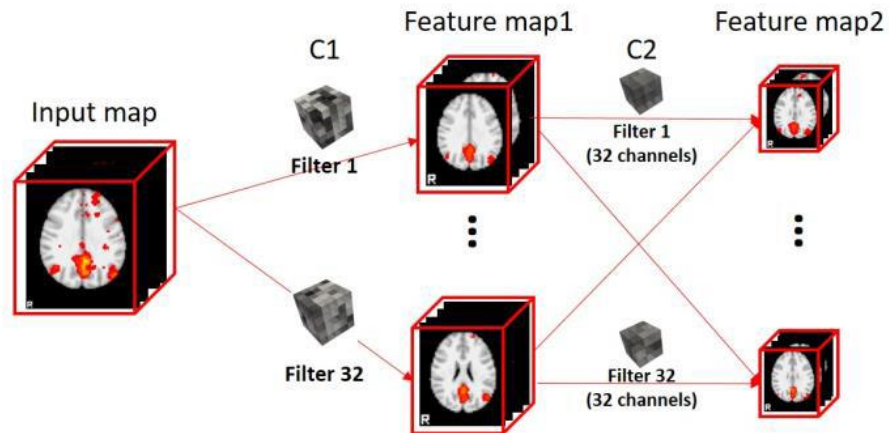 Input map
C1
Feature map1
C2
Feature map2
Filter 1
Filter 1
(32 channels)
R
R
Filter 32
Filter 32
(32 channels)
R
R
R
R